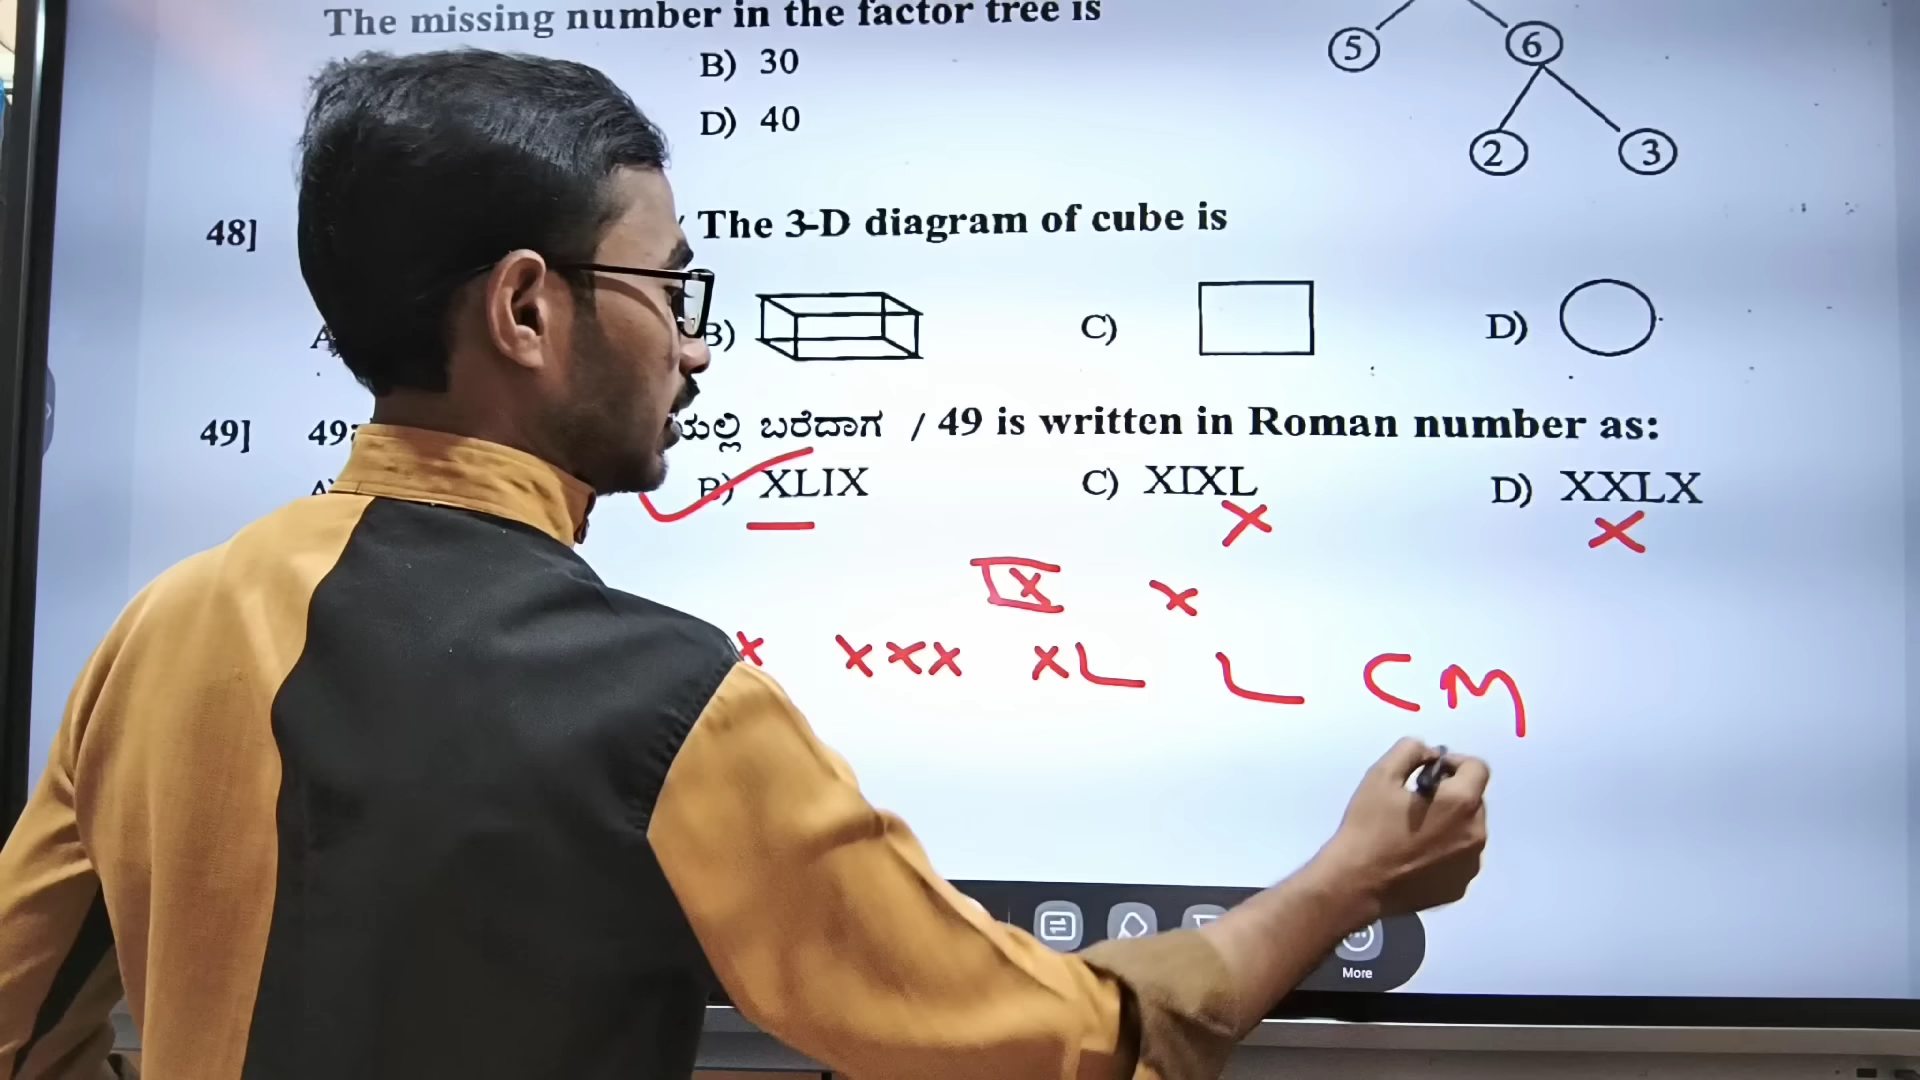 The missing number in the factor tree is
5 6
B) 30
D) 40
2 3
48] / The 3-D diagram of cube is
B) C) D)
49] 49 ಬರೆದಾಗ / 49 is written in Roman number as:
B) XLIX C) XIXL D) XXLX
X X
IX X
X XXX XL L C M
More